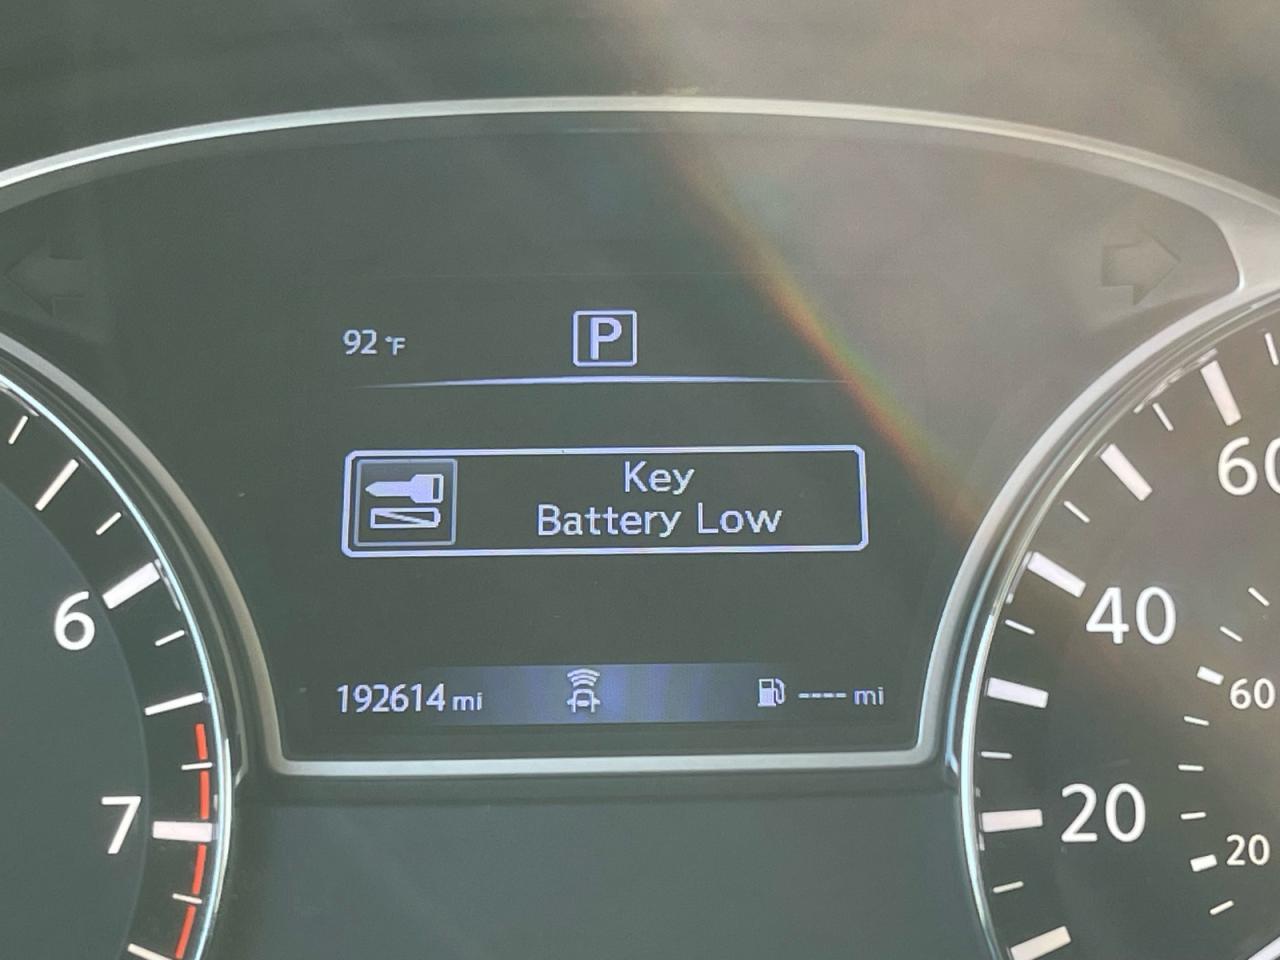 92 °F
P
Key
Battery Low
192614 mi
---- mi
6
7
60
40
20
60
20